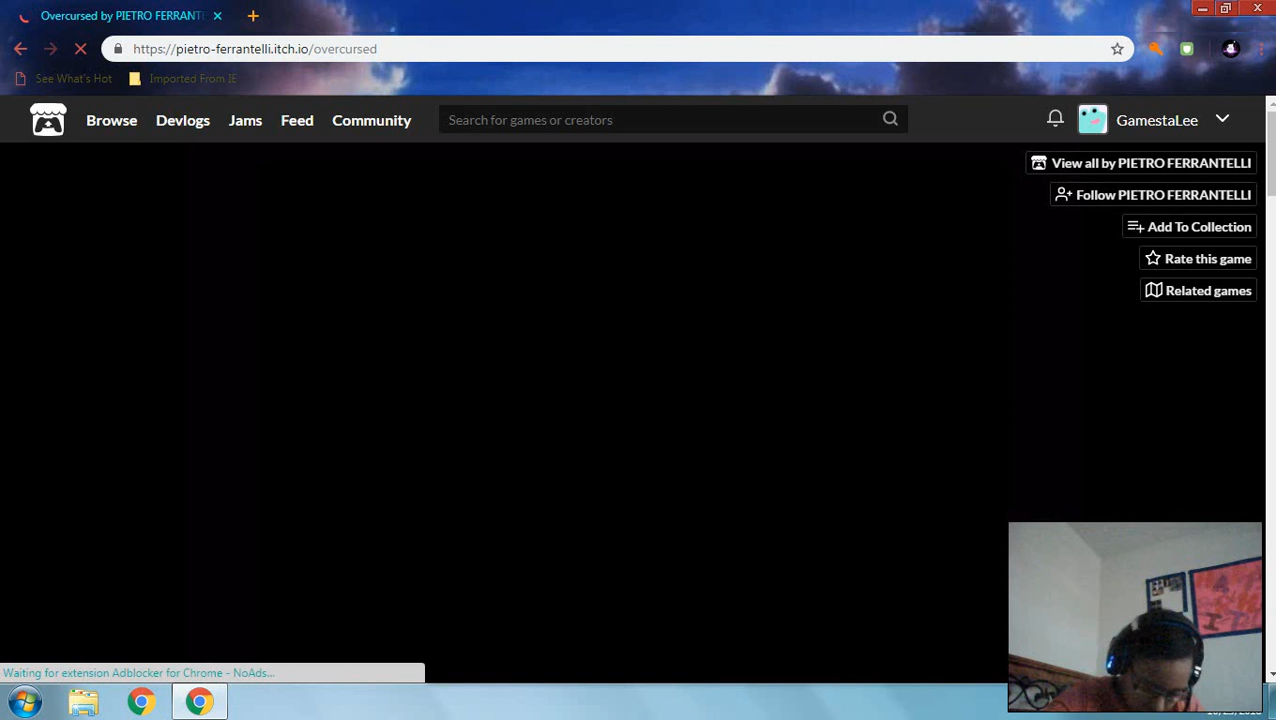 Overcursed by PIETRO FERRANT
https://pietro-ferrantelli.itch.io/overcursed
See What's Hot
Imported From IE
Browse
Devlogs
Jams
Feed
Community
Search for games or creators
GamestaLee
View all by PIETRO FERRANTELLI
Follow PIETRO FERRANTELLI
Add To Collection
Rate this game
Related games
Waiting for extension Adblocker for Chrome - NoAds...